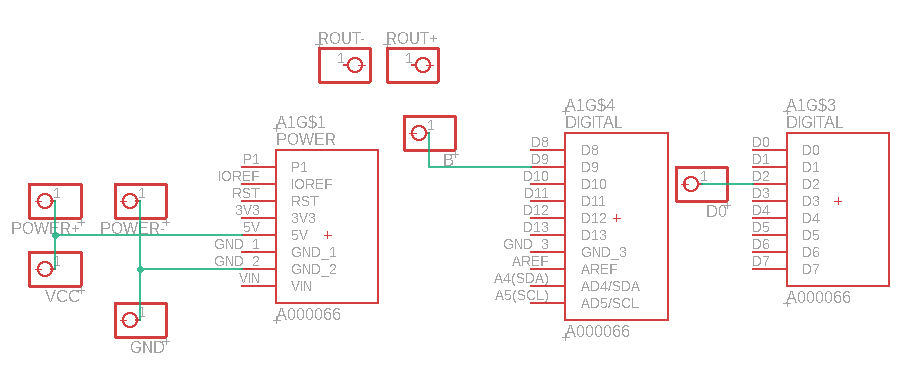 ROUT- ROUT+
1 1
A1G$1
POWER
P1 P1
IOREF IOREF
RST RST
3V3 3V3
5V 5V
GND_1 GND_1
GND_2 GND_2
VIN VIN
A000066
1
POWER+
1
POWER-
1
VCC
1
GND
1
B
A1G$4
DIGITAL
D8 D8
D9 D9
D10 D10
D11 D11
D12 D12
D13 D13
GND_3 GND_3
AREF AREF
A4(SDA) AD4/SDA
A5(SCL) AD5/SCL
A000066
1
D0
A1G$3
DIGITAL
D0 D0
D1 D1
D2 D2
D3 D3
D4 D4
D5 D5
D6 D6
D7 D7
A000066